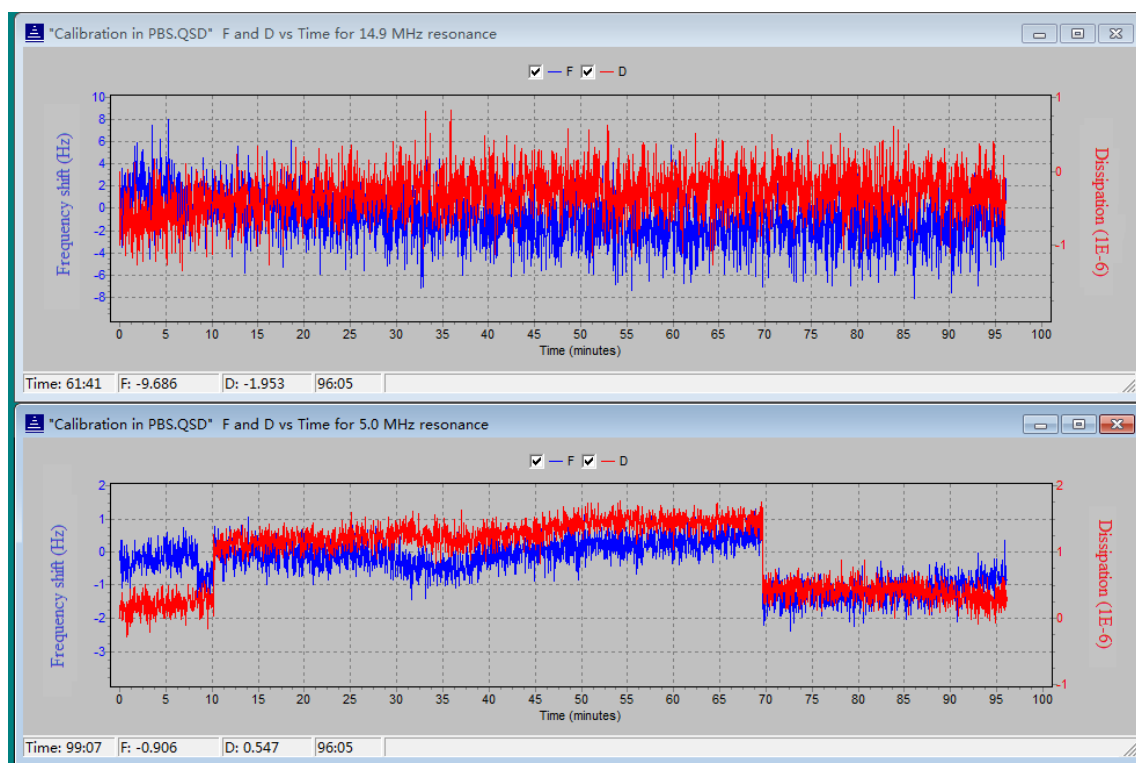 "Calibration in PBS.QSD" F and D vs Time for 14.9 MHz resonance
F D
Frequency shift (Hz)
10
8
6
4
2
0
-2
-4
-6
-8
1
0
-1
Dissipation (1E-6)
0 5 10 15 20 25 30 35 40 45 50 55 60 65 70 75 80 85 90 95 100
Time (minutes)
Time: 61:41 F: -9.686 D: -1.953 96:05
"Calibration in PBS.QSD" F and D vs Time for 5.0 MHz resonance
F D
Frequency shift (Hz)
2
1
0
-1
-2
-3
2
1
0
-1
Dissipation (1E-6)
0 5 10 15 20 25 30 35 40 45 50 55 60 65 70 75 80 85 90 95 100
Time (minutes)
Time: 99:07 F: -0.906 D: 0.547 96:05